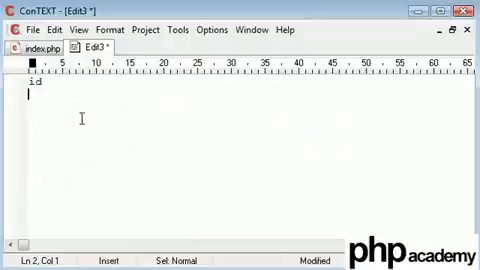 ConTEXT - [Edit3 *]
File Edit View Format Project Tools Options Window Help
index.php Edit3 *
5 10 15 20 25 30 35 40 45 50 55 60 65
id
Ln 2, Col 1 Insert Sel: Normal Modified
php academy